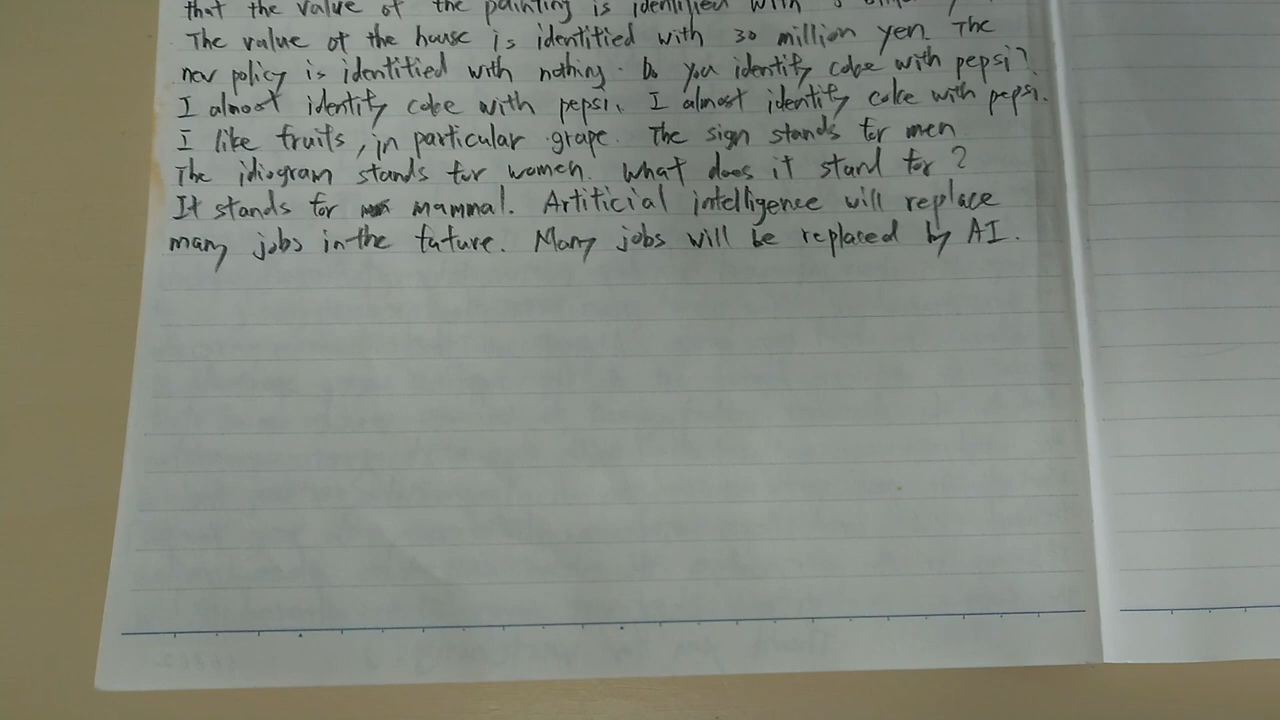 that the value of the painting is identified with
The value of the house is identified with 30 million yen. The
new policy is identified with nothing. Do you identify coke with pepsi?
I almost identify coke with pepsi. I almost identify coke with pepsi.
I like fruits, in particular grape. The sign stands for men
The idiogram stands for women. What does it stand for?
It stands for mammal. Artificial intelligence will replace
many jobs in the future. Many jobs will be replaced by AI.